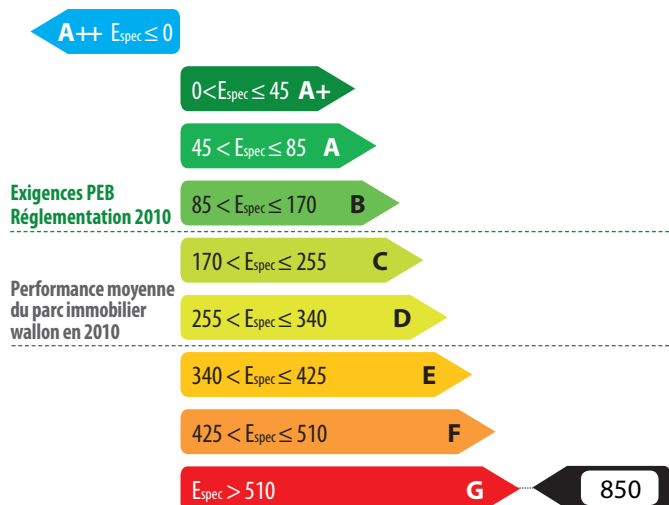 A++ Espec ≤ 0
0<Espec ≤ 45 A+
45 < Espec ≤ 85 A
Exigences PEB
Réglementation 2010
85 < Espec ≤ 170 B
170 < Espec ≤ 255 C
Performance moyenne
du parc immobilier
wallon en 2010
255 < Espec ≤ 340 D
340 < Espec ≤ 425 E
425 < Espec ≤ 510 F
Espec > 510 G
850